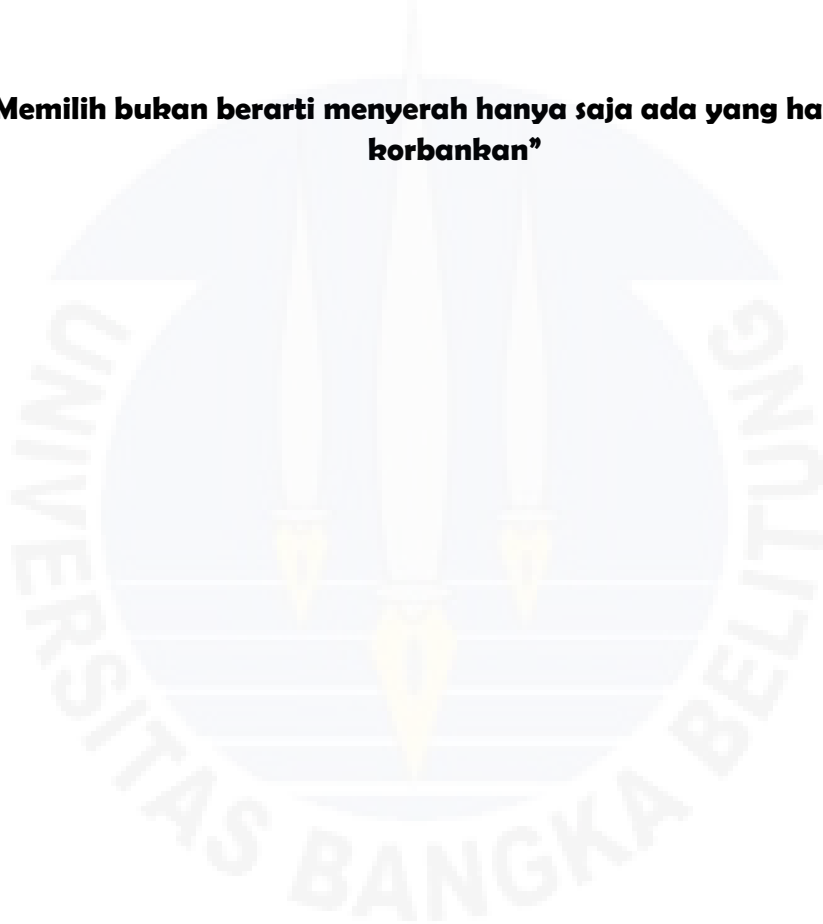 Memilih bukan berarti menyerah hanya saja ada yang ha
korbankan”
UNIVERSITAS BANGKA BELITUNG